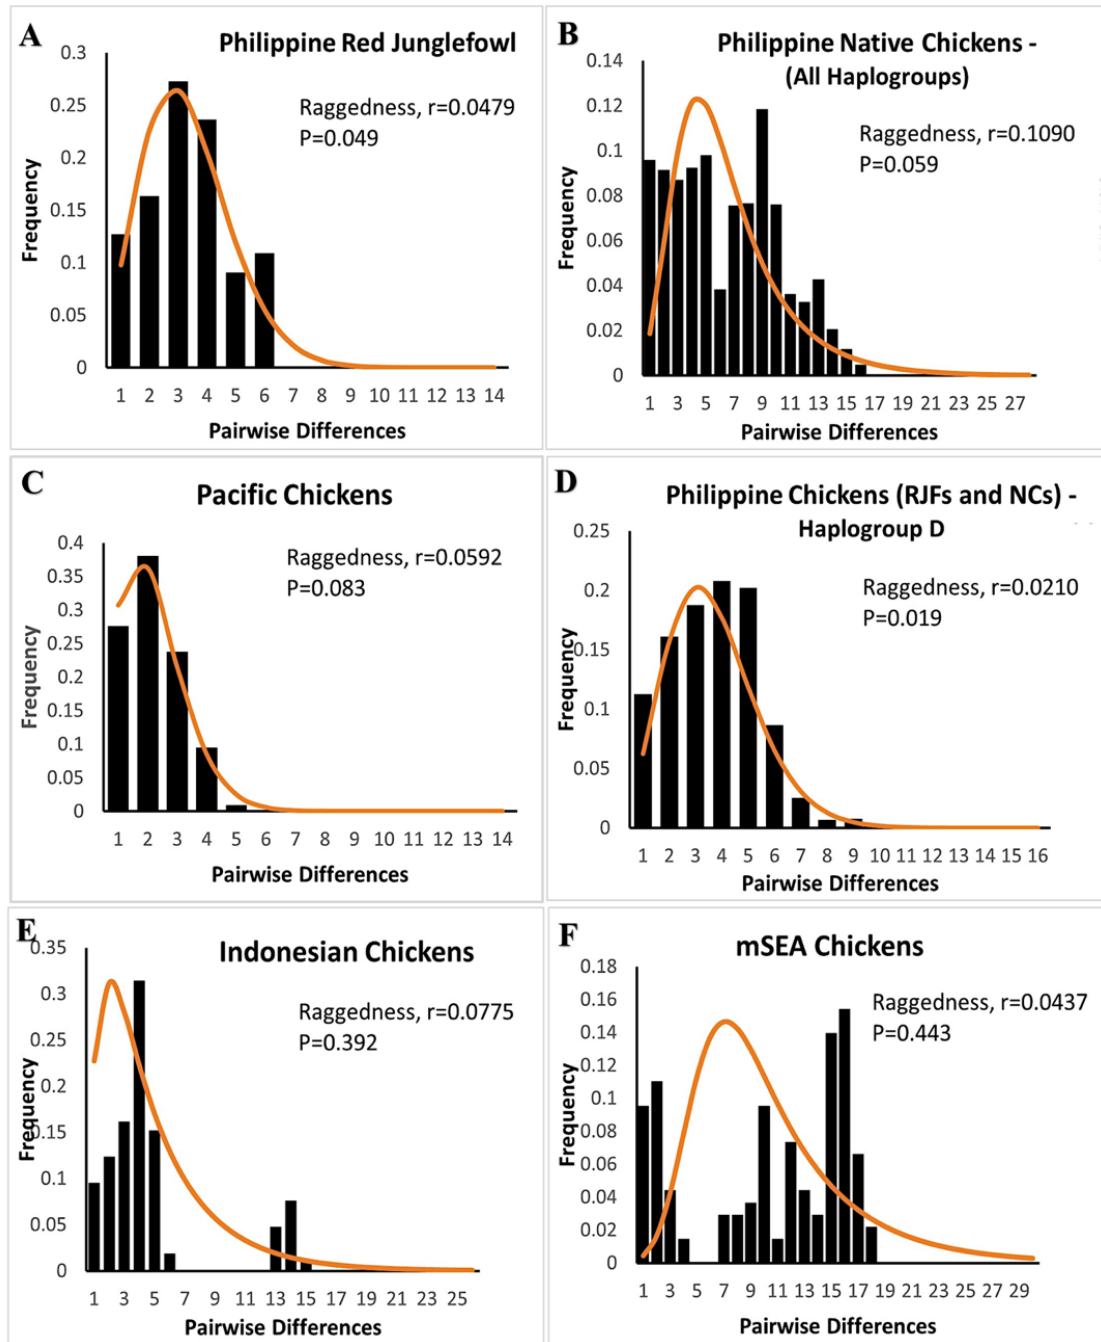 A
Philippine Red Junglefowl
Raggedness, r=0.0479
P=0.049
Frequency
0.3
0.25
0.2
0.15
0.1
0.05
0
1 2 3 4 5 6 7 8 9 10 11 12 13 14
Pairwise Differences
B
Philippine Native Chickens -
(All Haplogroups)
Raggedness, r=0.1090
P=0.059
Frequency
0.14
0.12
0.1
0.08
0.06
0.04
0.02
0
1 3 5 7 9 11 13 15 17 19 21 23 25 27
Pairwise Differences
C
Pacific Chickens
Raggedness, r=0.0592
P=0.083
Frequency
0.4
0.35
0.3
0.25
0.2
0.15
0.1
0.05
0
1 2 3 4 5 6 7 8 9 10 11 12 13 14
Pairwise Differences
D
Philippine Chickens (RJFs and NCs) -
Haplogroup D
Raggedness, r=0.0210
P=0.019
Frequency
0.25
0.2
0.15
0.1
0.05
0
1 2 3 4 5 6 7 8 9 10 11 12 13 14 15 16
Pairwise Differences
E
Indonesian Chickens
Raggedness, r=0.0775
P=0.392
Frequency
0.35
0.3
0.25
0.2
0.15
0.1
0.05
0
1 3 5 7 9 11 13 15 17 19 21 23 25
Pairwise Differences
F
mSEA Chickens
Raggedness, r=0.0437
P=0.443
Frequency
0.18
0.16
0.14
0.12
0.1
0.08
0.06
0.04
0.02
0
1 3 5 7 9 11 13 15 17 19 21 23 25 27 29
Pairwise Differences